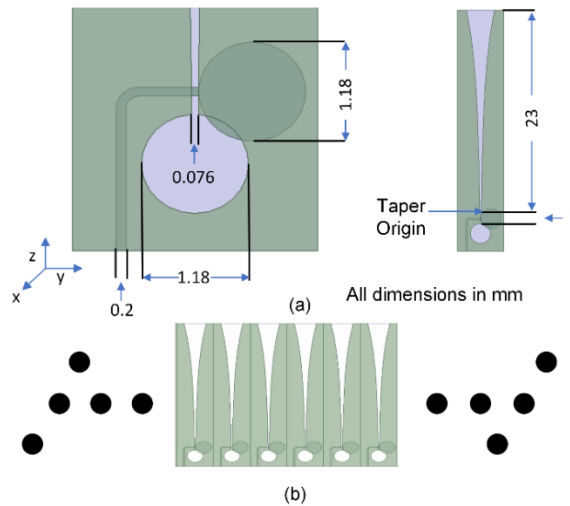 1.18
23
0.076
Taper
Origin
z
y
x
1.18
0.2
(a)
All dimensions in mm
(b)